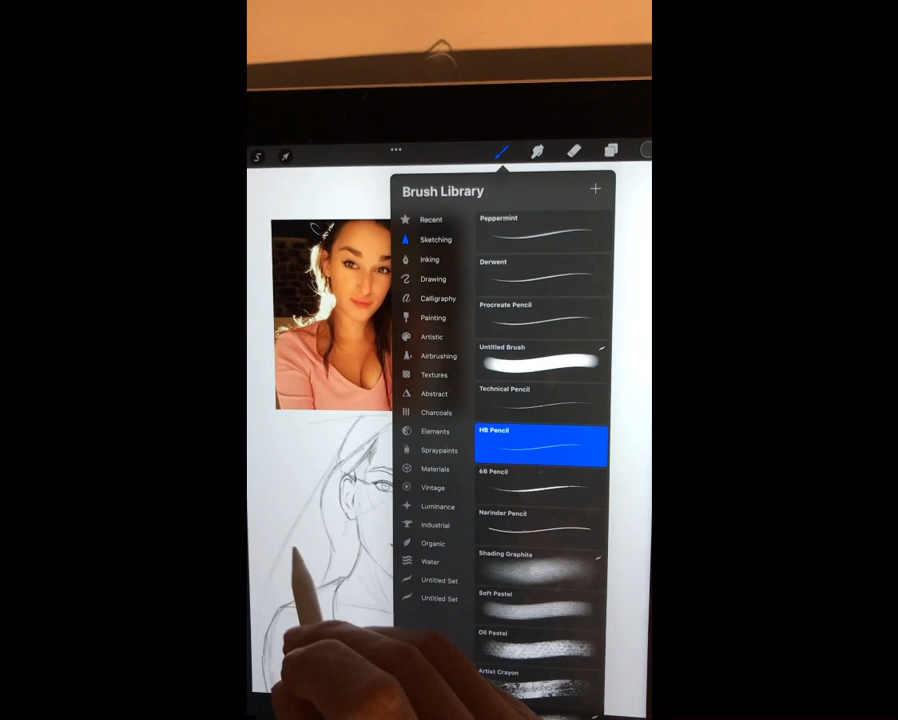 Brush Library
Recent
Sketching
Inking
Drawing
Calligraphy
Painting
Artistic
Airbrushing
Textures
Abstract
Charcoals
Elements
Spraypaints
Materials
Vintage
Luminance
Industrial
Organic
Water
Untitled Set
Untitled Set
Peppermint
Derwent
Procreate Pencil
Untitled Brush
Technical Pencil
HB Pencil
6B Pencil
Narinder Pencil
Shading Graphite
Soft Pastel
Oil Pastel
Artist Crayon